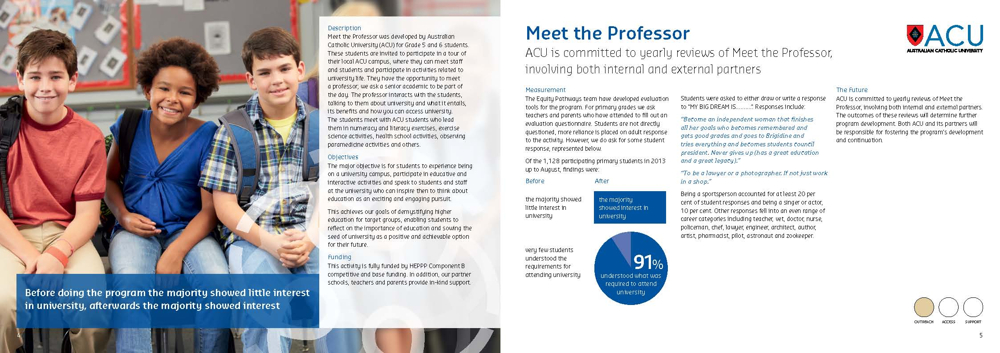 Description
Meet the Professor was developed by Australian
Catholic University (ACU) for Grade 5 and 6 students.
These students are invited to participate in a tour of
their local ACU campus, where they can meet staff
and students and participate in activities related to
university life. They have the opportunity to meet
a professor; we ask a senior academic to be part of
the day. The professor interacts with the students,
talking to them about university and what it entails,
its benefits and how you can access university.
The students meet with ACU students who lead
them in numeracy and literacy exercises, exercise
science activities, health school activities, observing
paramedicine activities and others.
Objectives
The major objective is for students to experience being
on a university campus, participate in educative and
interactive activities and speak to students and staff
at the university who can inspire then to think about
education as an exciting and engaging pursuit.
This achieves our goals of demystifying higher
education for target groups, enabling students to
reflect on the importance of education and sowing the
seed of university as a positive and achievable option
for their future.
Funding
This activity is fully funded by HEPPP Component B
competitive and base funding. In addition, our partner
schools, teachers and parents provide in-kind support.
Before doing the program the majority showed little interest
in university, afterwards the majority showed interest
4
Meet the Professor
ACU is committed to yearly reviews of Meet the Professor,
involving both internal and external partners
ACU
AUSTRALIAN CATHOLIC UNIVERSITY
Measurement
The Equity Pathways team have developed evaluation
tools for the program. For primary grades we ask
teachers and parents who have attended to fill out an
evaluation questionnaire. Students are not directly
questioned, more reliance is placed on adult response
to the activity. However, we do ask for some student
response, represented below.
Of the 1,128 participating primary students in 2013
up to August, findings were:
Before
After
the majority showed
little interest in
university
the majority
showed interest in
university
very few students
understood the
requirements for
attending university
91%
understood what was
required to attend
university
Students were asked to either draw or write a response
to “MY BIG DREAM IS..........”. Responses include:
“Become an independent woman that finishes
all her goals who becomes remembered and
gets good grades and goes to Brigidine and
tries everything and becomes students council
president. Never gives up (has a great education
and a great legacy).”
“To be a lawyer or a photographer. If not just work
in a shop.”
Being a sportsperson accounted for at least 20 per
cent of student responses and being a singer or actor,
10 per cent. Other responses fell into an even range of
career categories including teacher, vet, doctor, nurse,
policeman, chef, lawyer, engineer, architect, author,
artist, pharmacist, pilot, astronaut and zookeeper.
The Future
ACU is committed to yearly reviews of Meet the
Professor, involving both internal and external partners.
The outcomes of these reviews will determine further
program development. Both ACU and its partners will
be responsible for fostering the program’s development
and continuation.
OUTREACH
ACCESS
SUPPORT
5